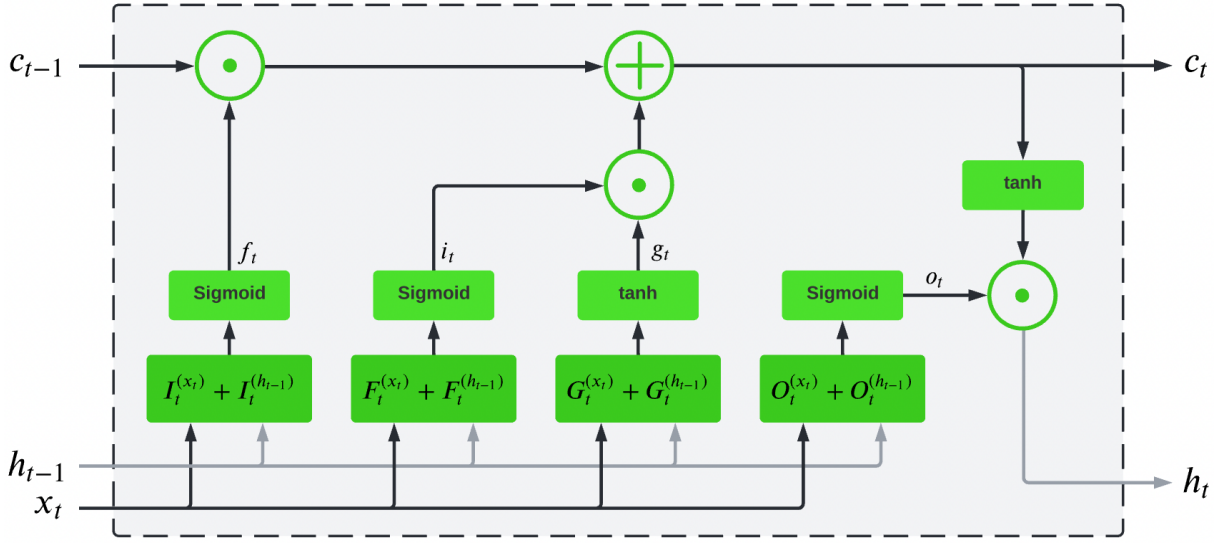 c_{t−1} c_t
tanh
f_t i_t g_t
Sigmoid Sigmoid tanh Sigmoid o_t
I_t^{(x_t)} + I_t^{(h_{t−1})} F_t^{(x_t)} + F_t^{(h_{t−1})} G_t^{(x_t)} + G_t^{(h_{t−1})} O_t^{(x_t)} + O_t^{(h_{t−1})}
h_{t−1}
h_t
x_t